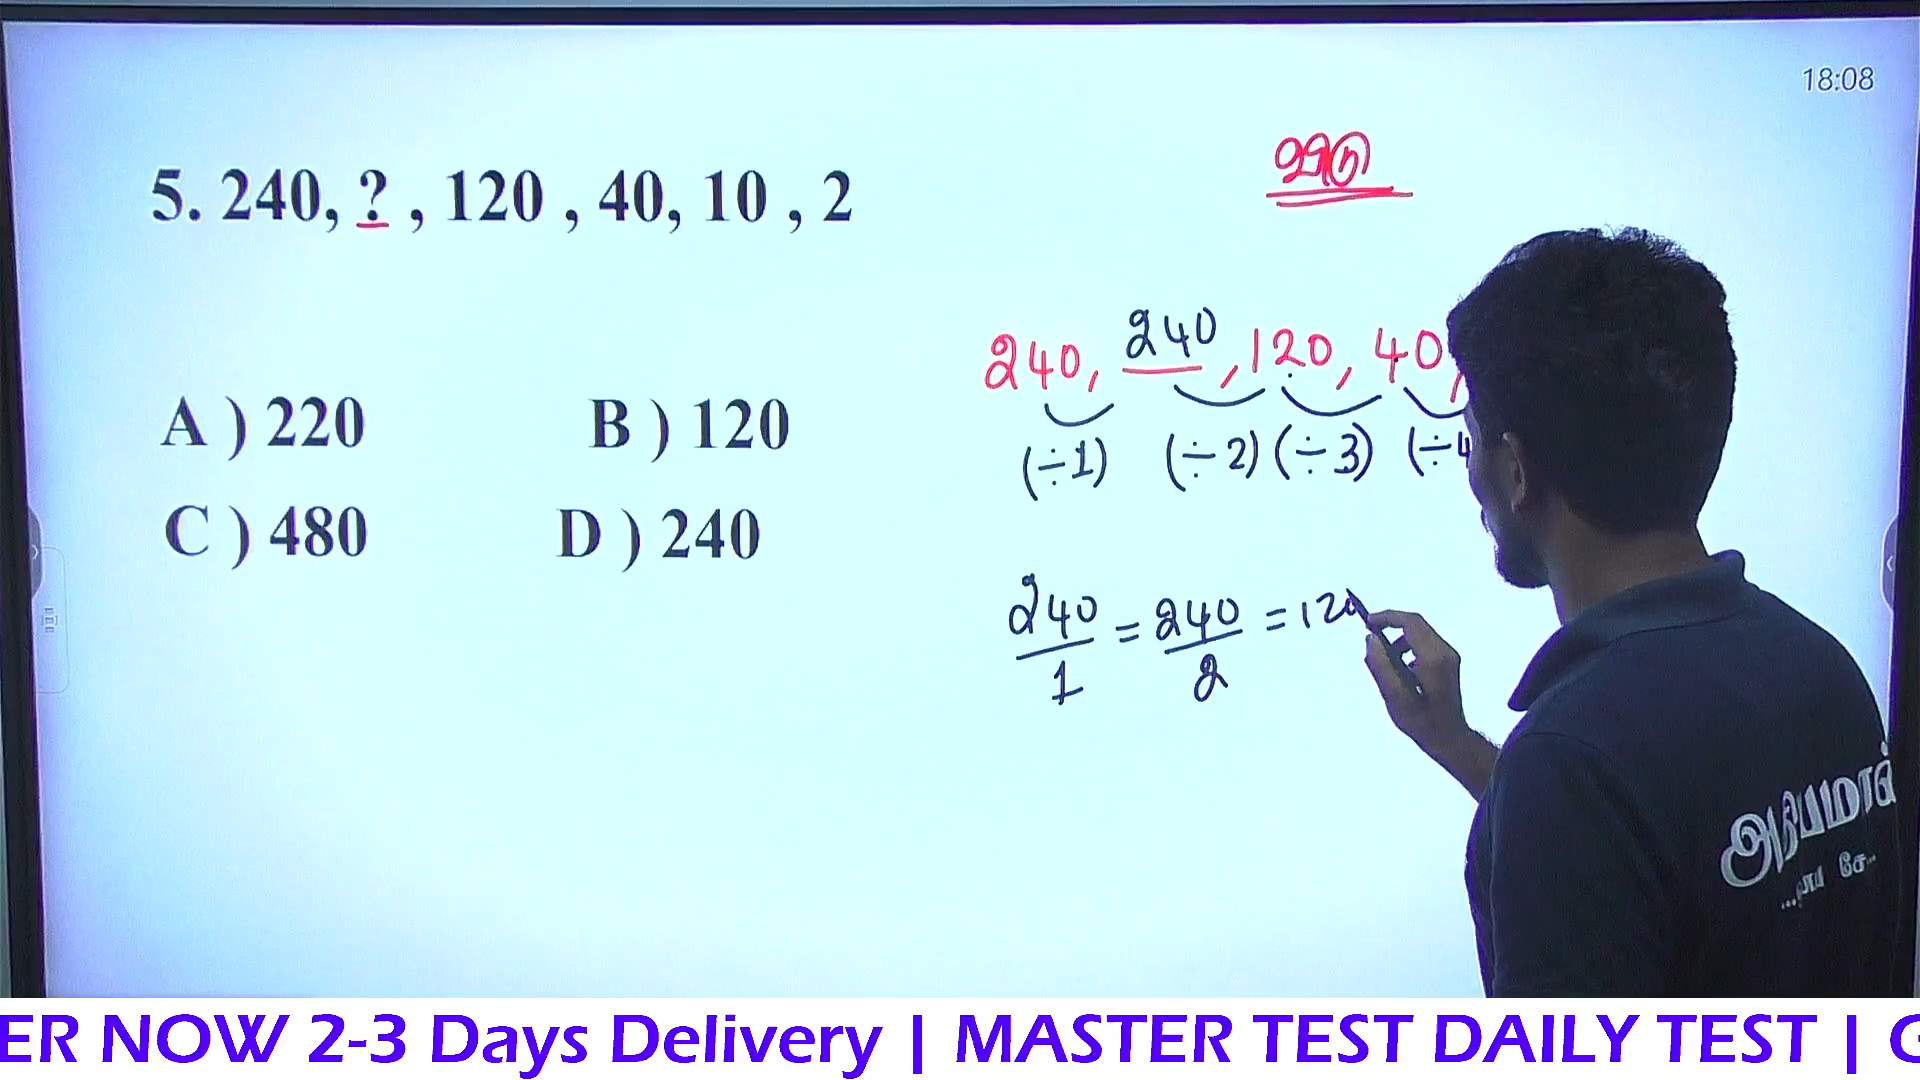 18:08
5. 240, ? , 120 , 40, 10 , 2
240, 240 , 120, 40,
(÷1) (÷2) (÷3) (÷4
A ) 220 B ) 120
C ) 480 D ) 240
240/1 = 240/2 = 120
ER NOW 2-3 Days Delivery | MASTER TEST DAILY TEST | G